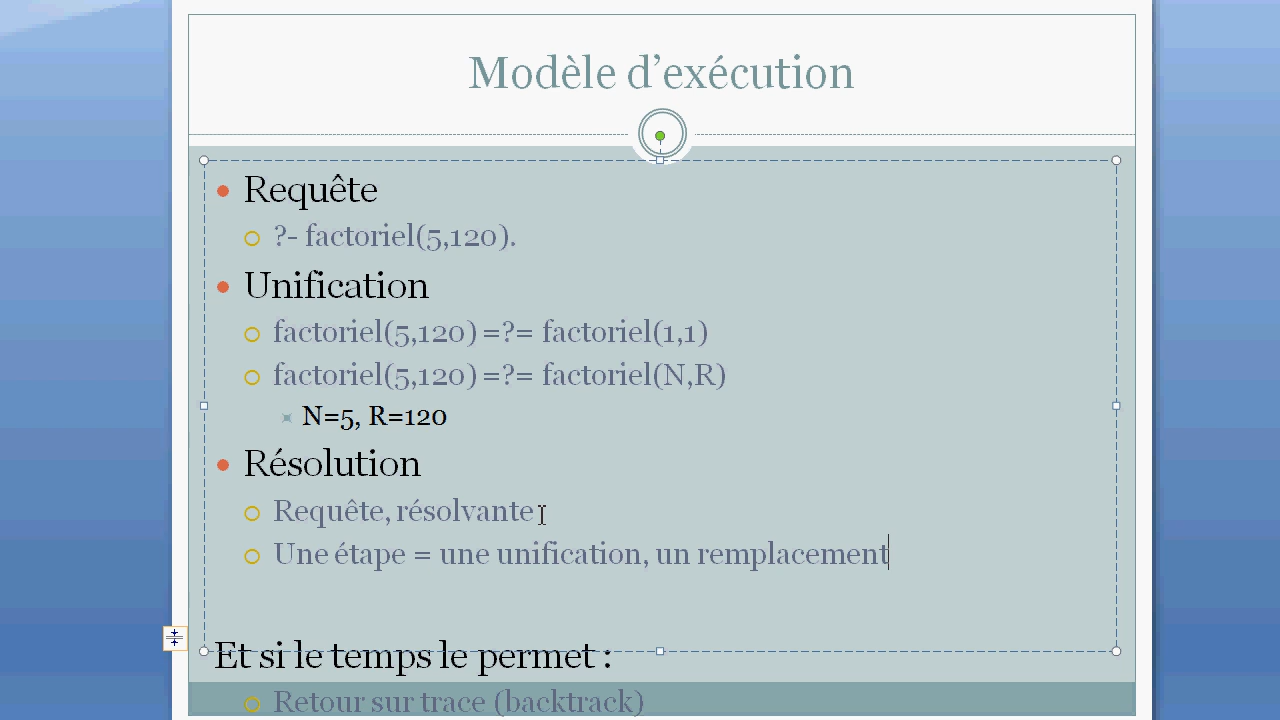 Modèle d’exécution
Requête
?- factoriel(5,120).
Unification
factoriel(5,120) =?= factoriel(1,1)
factoriel(5,120) =?= factoriel(N,R)
N=5, R=120
Résolution
Requête, résolvante
Une étape = une unification, un remplacement
Et si le temps le permet :
Retour sur trace (backtrack)